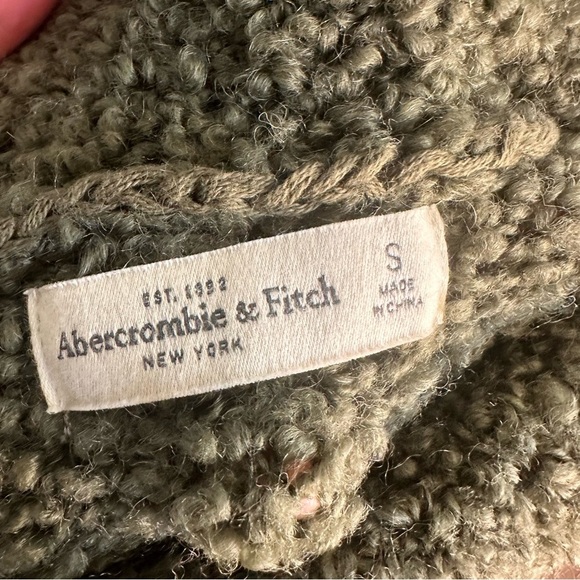 EST. 1892
Abercrombie & Fitch
NEW YORK
S
MADE
IN CHINA